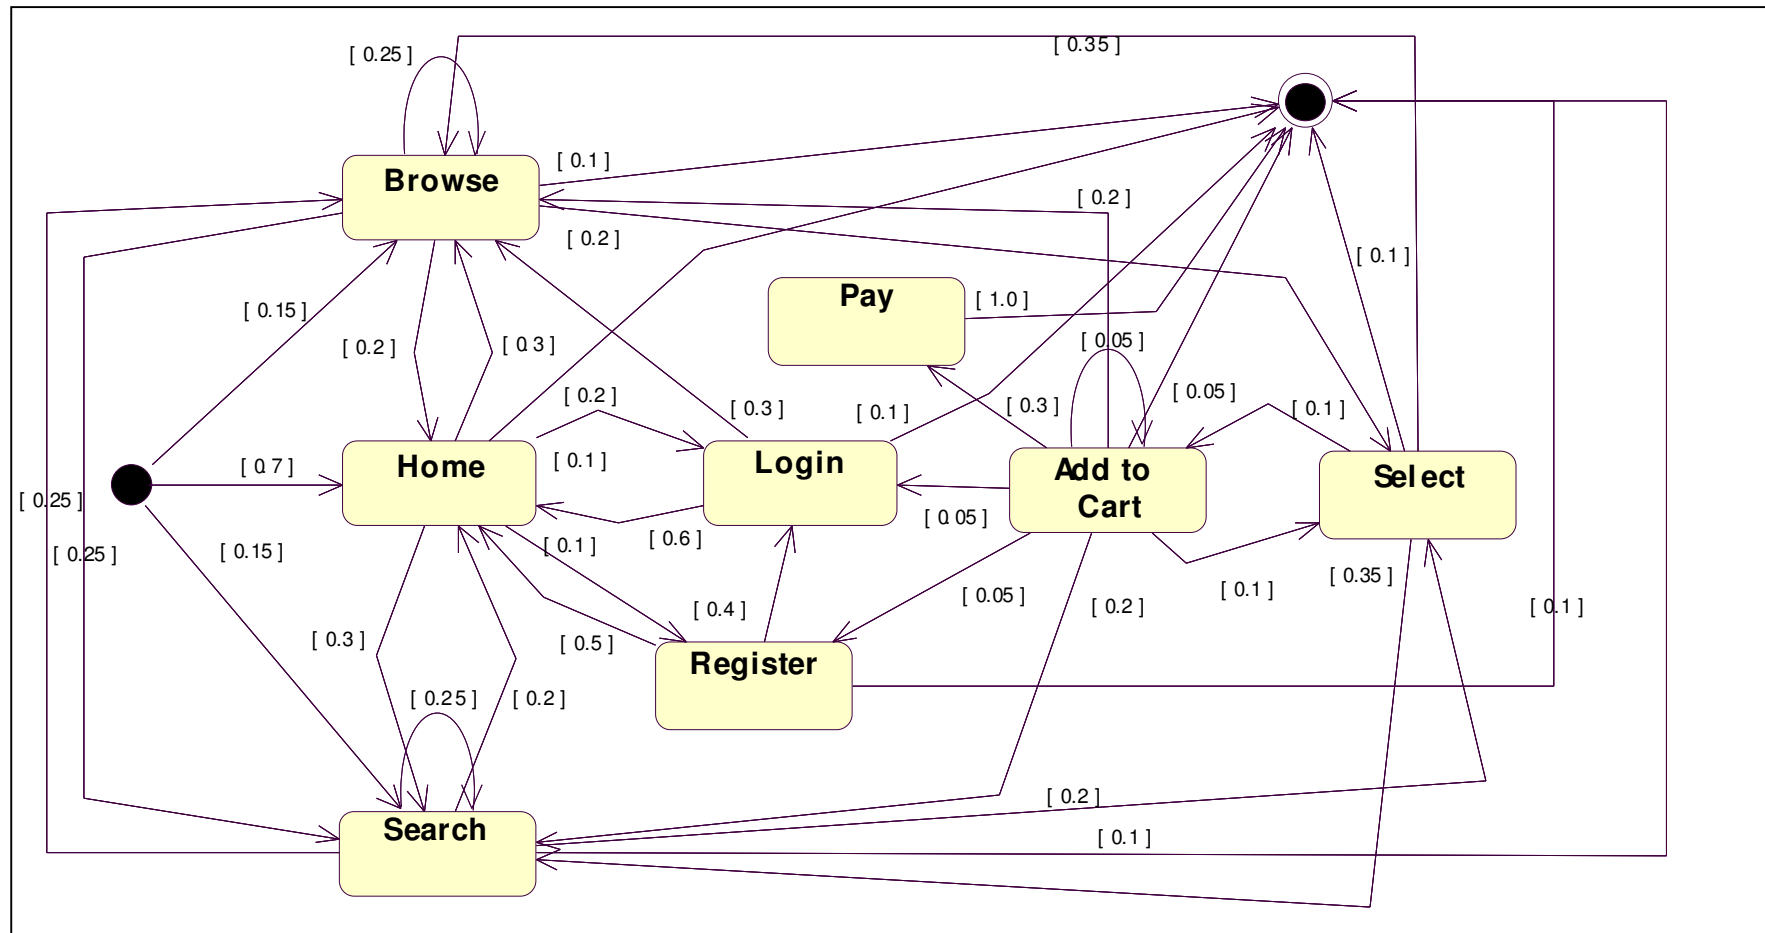 [ 0.35 ]
[ 0.25 ]
[ 0.1 ]
Browse
[ 0.2 ]
[ 0.2 ]
[ 0.1 ]
Pay
[ 1.0 ]
[ 0.15 ]
[ 0.2 ]
[ 0.3 ]
[ 0.05 ]
[ 0.2 ]
[ 0.05 ]
[ 0.3 ]
[ 0.1 ]
[ 0.3 ]
[ 0.1 ]
[ 0.7 ]
Home
[ 0.1 ]
Login
Add to
Cart
Select
[ 0.25 ]
[ 0.05 ]
[ 0.6 ]
[ 0.1 ]
[ 0.25 ]
[ 0.15 ]
[ 0.35 ]
[ 0.1 ]
[ 0.05 ]
[ 0.2 ]
[ 0.1 ]
[ 0.4 ]
[ 0.3 ]
[ 0.5 ]
Register
[ 0.25 ]
[ 0.2 ]
[ 0.2 ]
Search
[ 0.1 ]